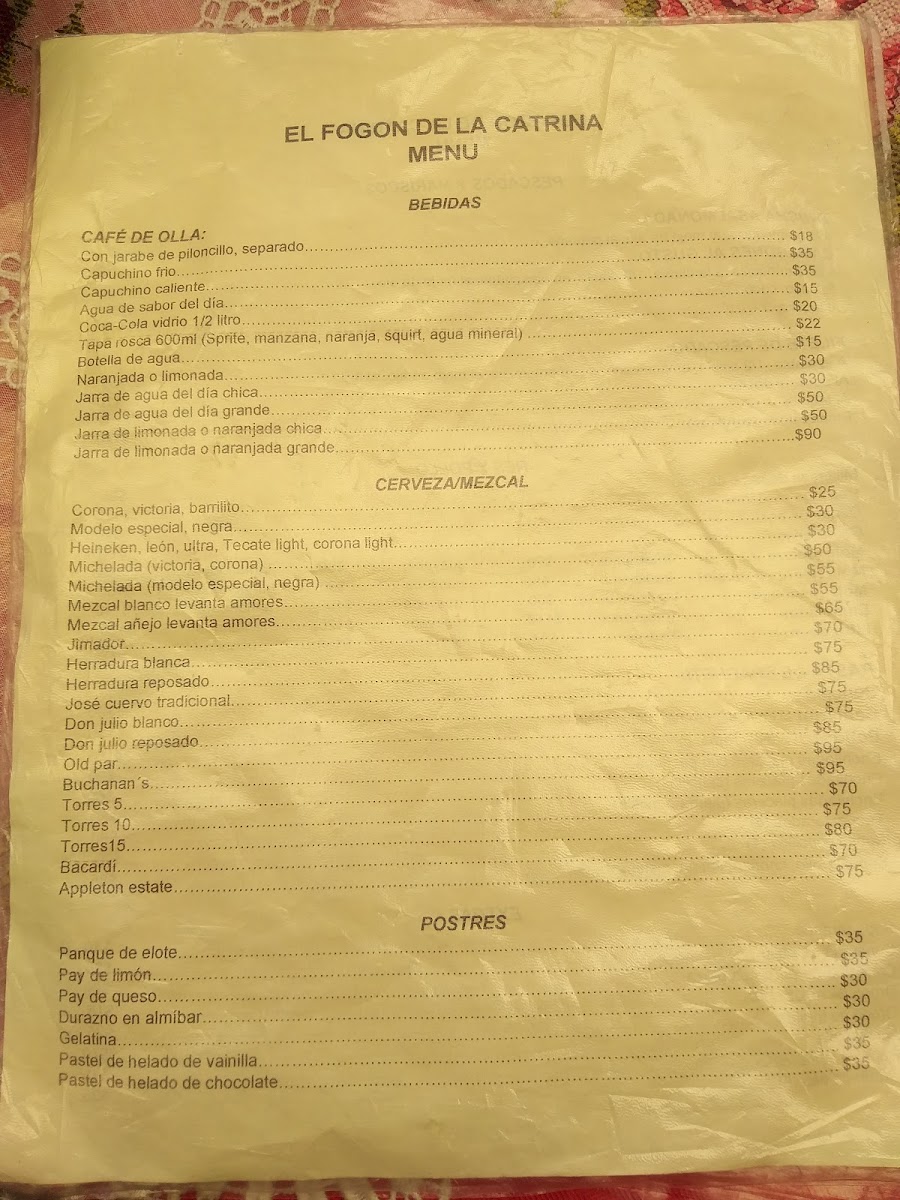 EL FOGON DE LA CATRINA
MENU
BEBIDAS
CAFÉ DE OLLA:
Con jarabe de piloncillo, separado.....$18
Capuchino frio.....$35
Capuchino caliente.....$35
Agua de sabor del día.....$15
Coca-Cola vidrio 1/2 litro.....$20
Tapa rosca 600ml (Sprite, manzana, naranja, squirt, agua mineral) .....$22
Botella de agua.....$15
Naranjada o limonada.....$30
Jarra de agua del día chica.....$30
Jarra de agua del día grande.....$50
Jarra de limonada o naranjada chica.....$50
Jarra de limonada o naranjada grande.....$90
CERVEZA/MEZCAL
Corona, victoria, barrilito.....$25
Modelo especial, negra.....$30
Heineken, león, ultra, Tecate light, corona light.....$30
Michelada (victoria, corona) .....$50
Michelada (modelo especial, negra) .....$55
Mezcal blanco levanta amores.....$55
Mezcal añejo levanta amores.....$65
Jimador.....$70
Herradura blanca.....$75
Herradura reposado.....$85
José cuervo tradicional.....$75
Don julio blanco.....$75
Don julio reposado.....$85
Old par.....$95
Buchanan´s.....$95
Torres 5.....$70
Torres 10.....$75
Torres15.....$80
Bacardí.....$70
Appleton estate.....$75
POSTRES
Panque de elote.....$35
Pay de limón.....$35
Pay de queso.....$30
Durazno en almíbar.....$30
Gelatina.....$30
Pastel de helado de vainilla.....$35
Pastel de helado de chocolate.....$35